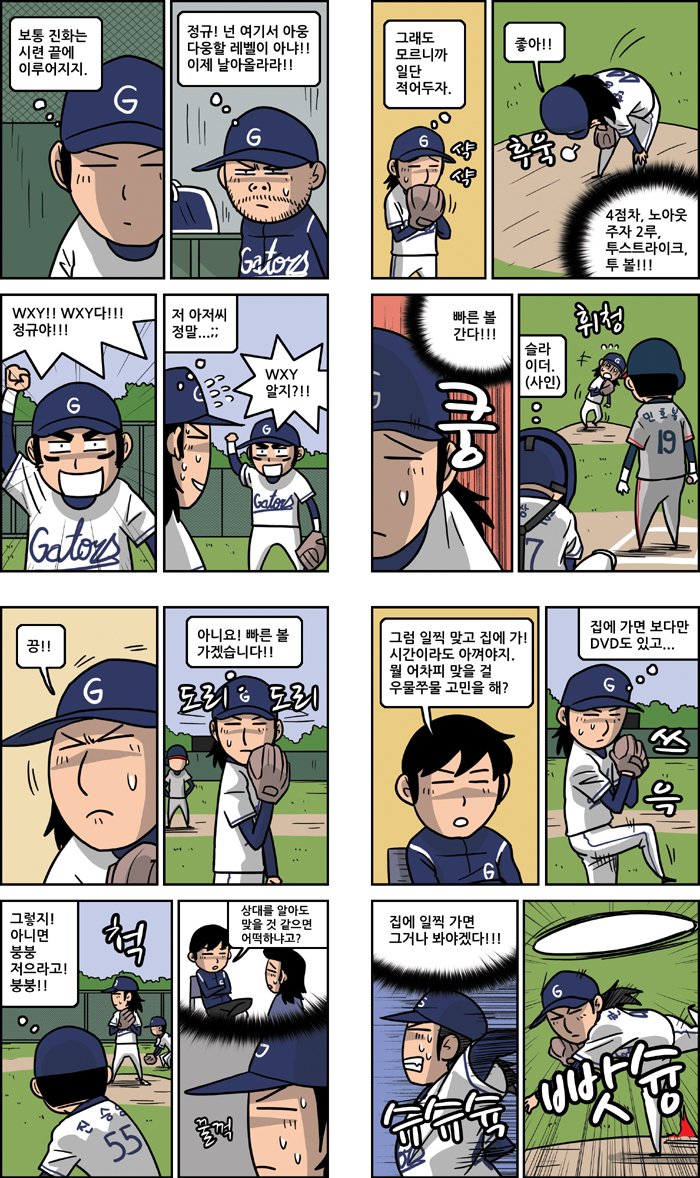 보통 진화는
시련 끝에
이루어지지.
G
정규! 넌 여기서 아웅
다웅할 레벨이 아냐!!
이제 날아올라라!!
G
Gators
WXY!! WXY다!!!
정규야!!!
G
Gators
저 아저씨
정말...;;
WXY
알지?!!
G
G
Gators
그래도
모르니까
일단
적어두자.
G
샥
샥
좋아!!
후욱
4점차, 노아웃
주자 2루,
투스트라이크,
투 볼!!!
빠른 볼
간다!!!
G
쿵
휘청
슬라
이더.
(사인)
민호봉
19
7
끙!!
G
아니요! 빠른 볼
가겠습니다!!
도리
도리
G
그렇지!
아니면
붕붕
저으라고!
붕붕!!
척
전 승
55
상대를 알아도
맞을 것 같으면
어떡하냐고?
G
꿀꺽
그럼 일찍 맞고 집에 가!
시간이라도 아껴야지.
뭘 어차피 맞을 걸
우물쭈물 고민을 해?
G
집에 가면 보다만
DVD도 있고...
G
쓰
윽
집에 일찍 가면
그거나 봐야겠다!!!
G
슈슈슉
G
삐빳슝